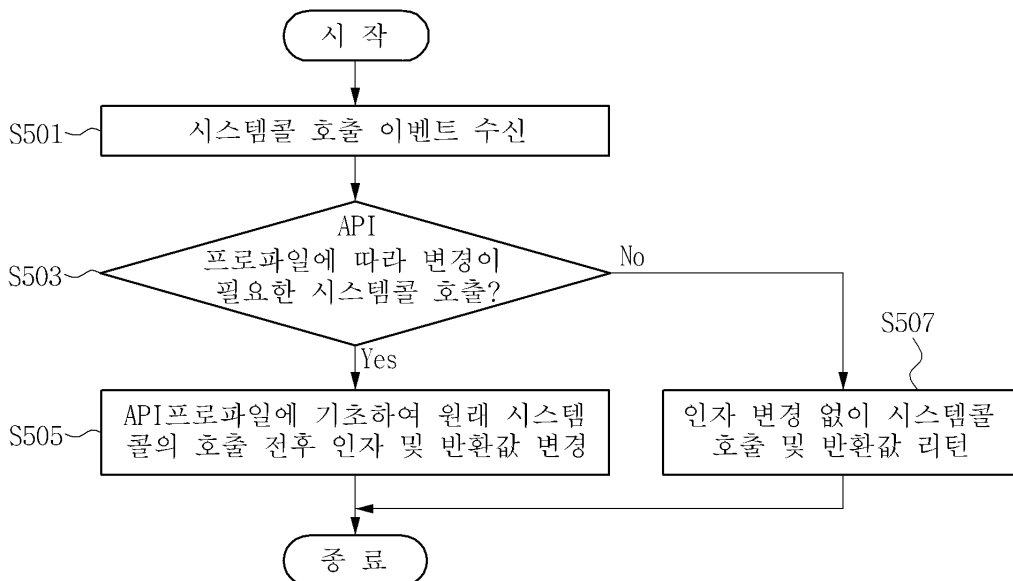 시 작
S501
시스템콜 호출 이벤트 수신
S503
API
프로파일에 따라 변경이
필요한 시스템콜 호출?
No
Yes
S507
S505
API프로파일에 기초하여 원래 시스템
콜의 호출 전후 인자 및 반환값 변경
인자 변경 없이 시스템콜
호출 및 반환값 리턴
종 료